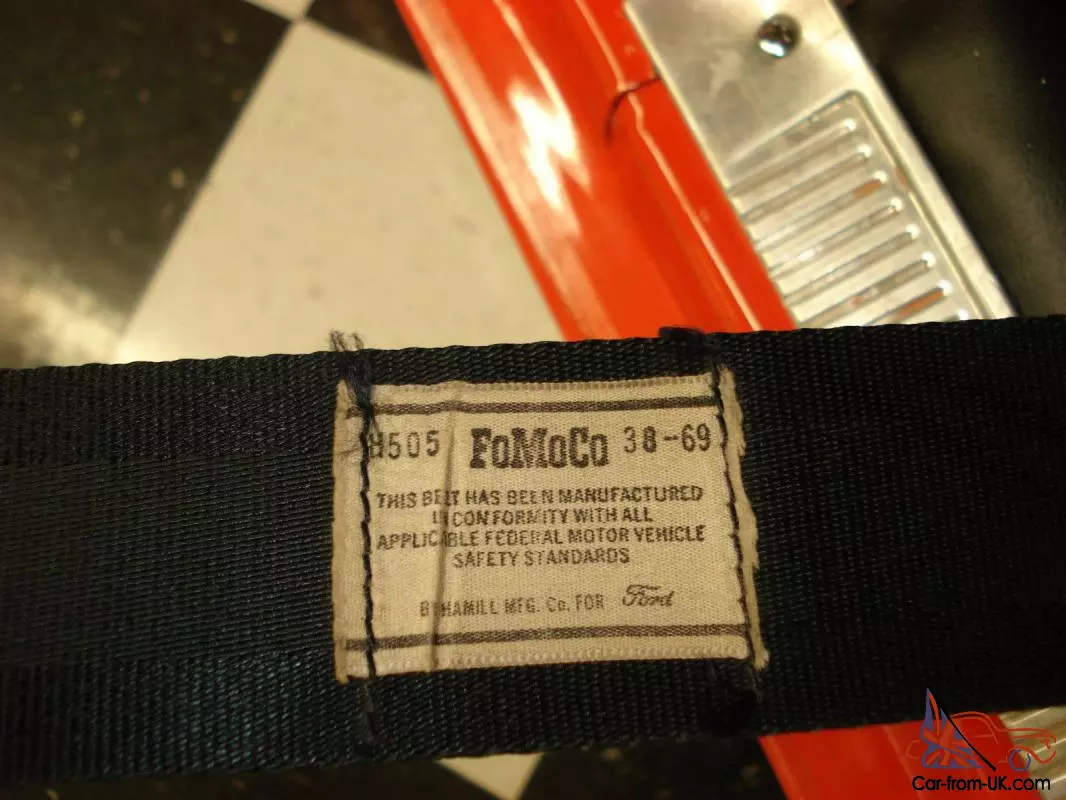 H505 FoMoCo 38-69
THIS BELT HAS BEEN MANUFACTURED
IN CONFORMITY WITH ALL
APPLICABLE FEDERAL MOTOR VEHICLE
SAFETY STANDARDS
BY HAMILL MFG. Co. FOR Ford
Car-from-UK.com